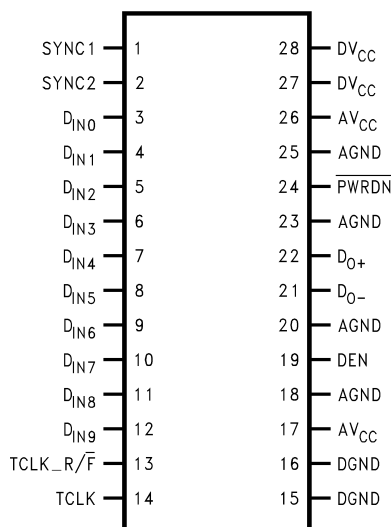 SYNC1 1 28 DVCC
SYNC2 2 27 DVCC
DIN0 3 26 AVCC
DIN1 4 25 AGND
DIN2 5 24 P̅W̅R̅D̅N̅
DIN3 6 23 AGND
DIN4 7 22 DO+
DIN5 8 21 DO−
DIN6 9 20 AGND
DIN7 10 19 DEN
DIN8 11 18 AGND
DIN9 12 17 AVCC
TCLK_R/F̅ 13 16 DGND
TCLK 14 15 DGND